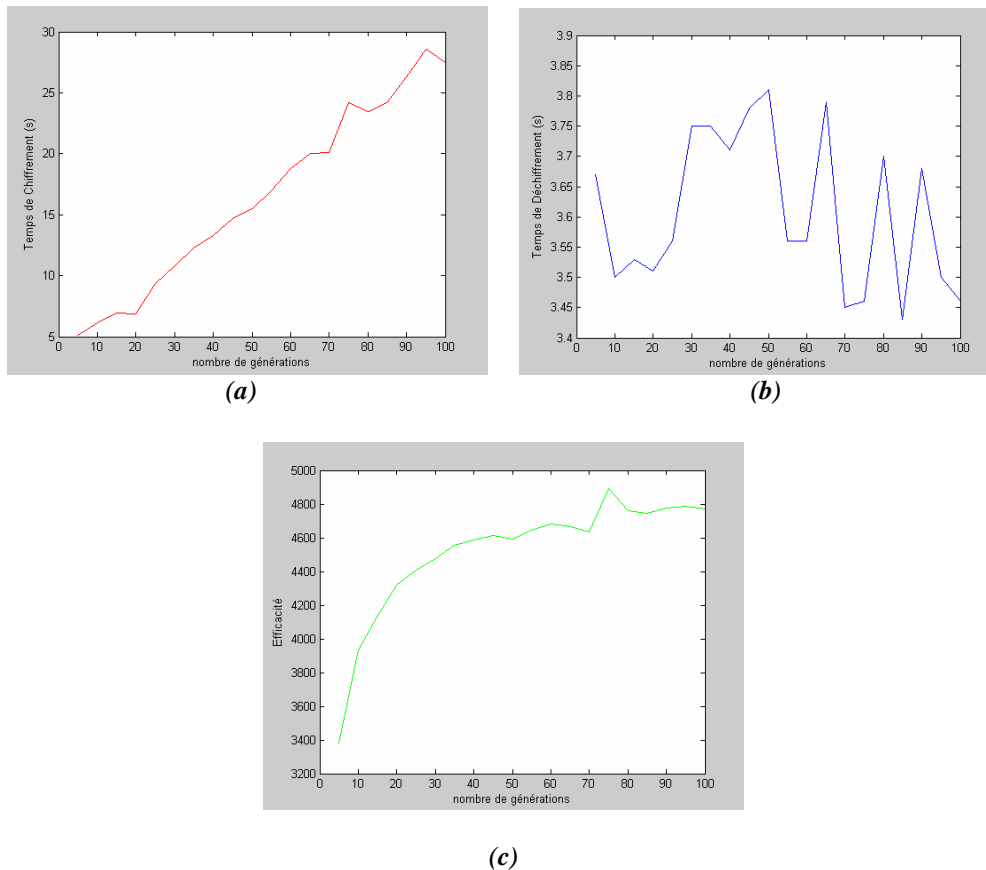 30
25
20
15
10
5
Temps de Chiffrement (s)
0 10 20 30 40 50 60 70 80 90 100
nombre de générations
(a)
3.9
3.85
3.8
3.75
3.7
3.65
3.6
3.55
3.5
3.45
3.4
Temps de Déchiffrement (s)
10 20 30 40 50 60 70 80 90 100
nombre de générations
(b)
5000
4800
4600
4400
4200
4000
3800
3600
3400
3200
Efficacité
0 10 20 30 40 50 60 70 80 90 100
nombre de générations
(c)